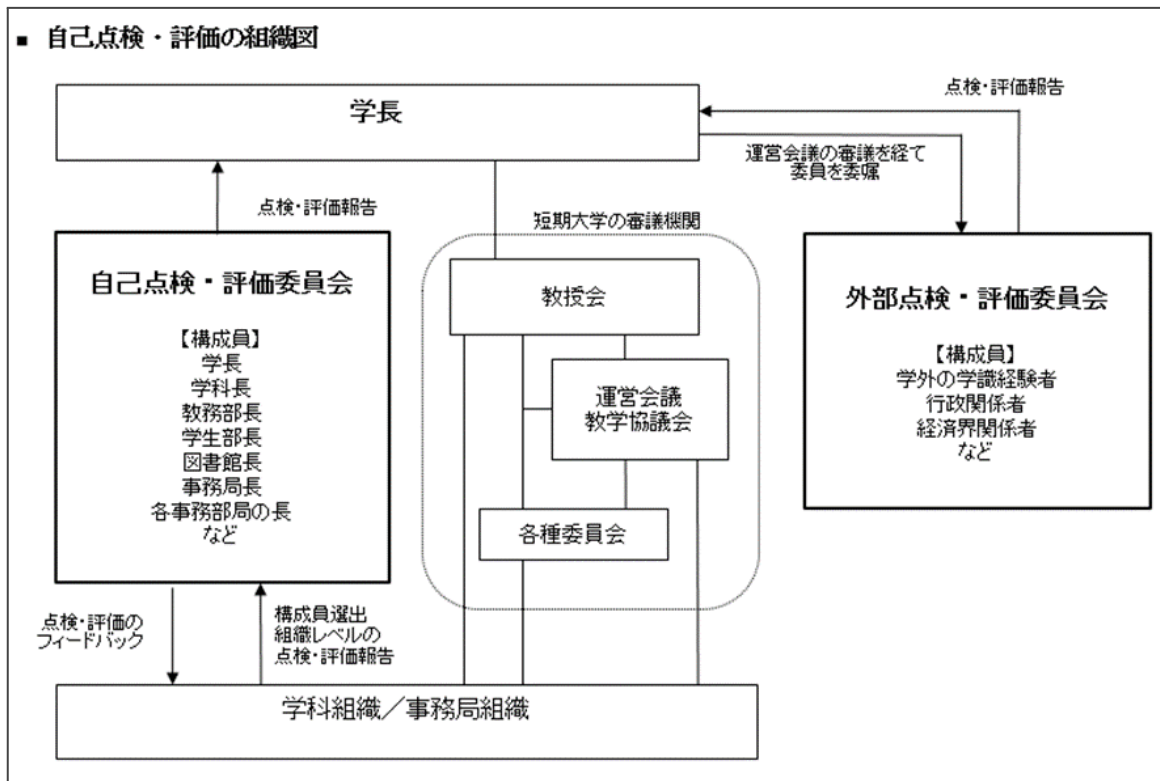 ■ 自己点検・評価の組織図
学長
点検・評価報告
運営会議の審議を経て
委員を委嘱
点検・評価報告
短期大学の審議機関
自己点検・評価委員会
【構成員】
学長
学科長
教務部長
学生部長
図書館長
事務局長
各事務部局の長
など
教授会
運営会議
教学協議会
各種委員会
外部点検・評価委員会
【構成員】
学外の学識経験者
行政関係者
経済界関係者
など
点検・評価の
フィードバック
構成員選出
組織レベルの
点検・評価報告
学科組織／事務局組織